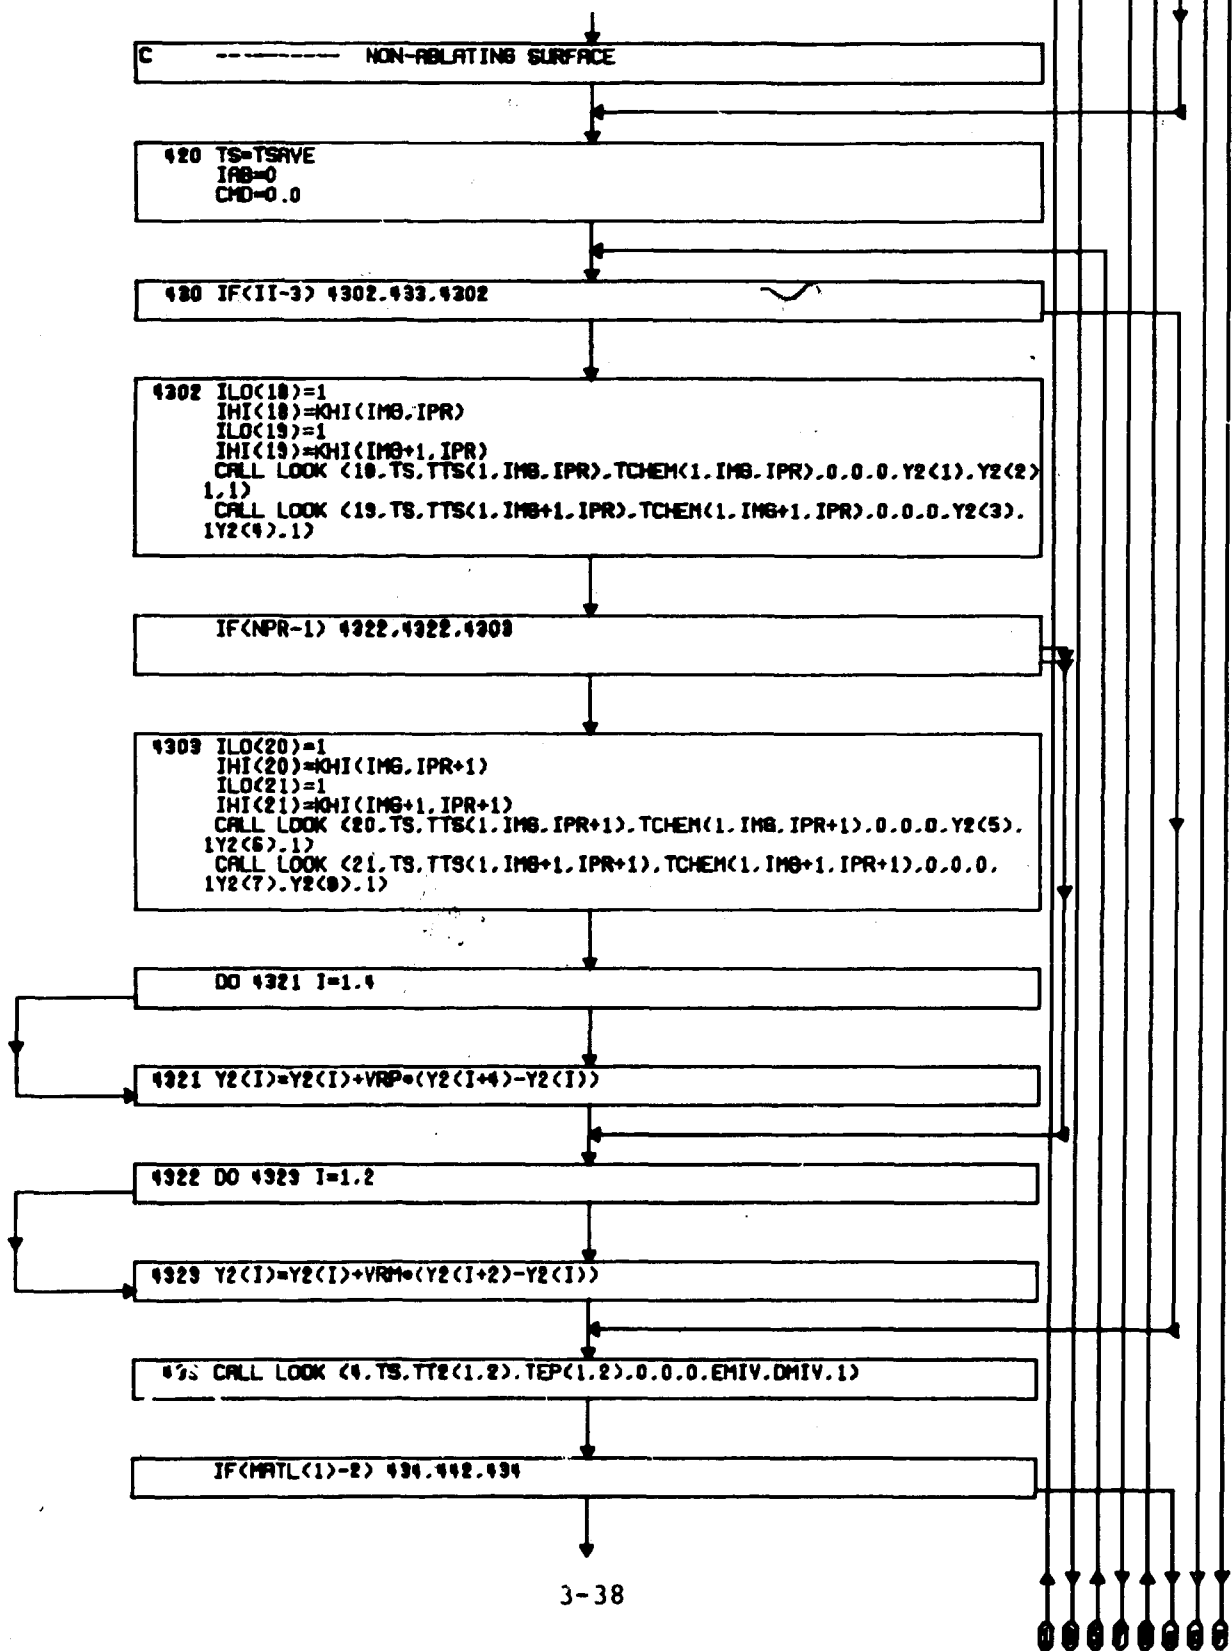 C ---------- NON-ABLATING SURFACE
420 TS=TSAVE
IAB=0
CMD=0.0
430 IF(II-3) 4302,433,4302
4302 ILO(18)=1
IHI(18)=KHI(IMG,IPR)
ILO(19)=1
IHI(19)=KHI(IMG+1,IPR)
CALL LOOK (18,TS,TTS(1,IMG,IPR),TCHEM(1,IMG,IPR),0,0,0,Y2(1),Y2(2)
1,1)
CALL LOOK (19,TS,TTS(1,IMG+1,IPR),TCHEM(1,IMG+1,IPR),0,0,0,Y2(3),
1Y2(4),1)
IF(NPR-1) 4322,4322,4303
4303 ILO(20)=1
IHI(20)=KHI(IMG,IPR+1)
ILO(21)=1
IHI(21)=KHI(IMG+1,IPR+1)
CALL LOOK (20,TS,TTS(1,IMG,IPR+1),TCHEM(1,IMG,IPR+1),0,0,0,Y2(5),
1Y2(6),1)
CALL LOOK (21,TS,TTS(1,IMG+1,IPR+1),TCHEM(1,IMG+1,IPR+1),0,0,0,
1Y2(7),Y2(8),1)
DO 4321 I=1,4
4321 Y2(I)=Y2(I)+VRP*(Y2(I+4)-Y2(I))
4322 DO 4323 I=1,2
4323 Y2(I)=Y2(I)+VRM*(Y2(I+2)-Y2(I))
CALL LOOK (4,TS,TT2(1,2),TEP(1,2),0,0,0,EMIV,DMIV,1)
IF(MATL(1)-2) 434,442,434
3-38